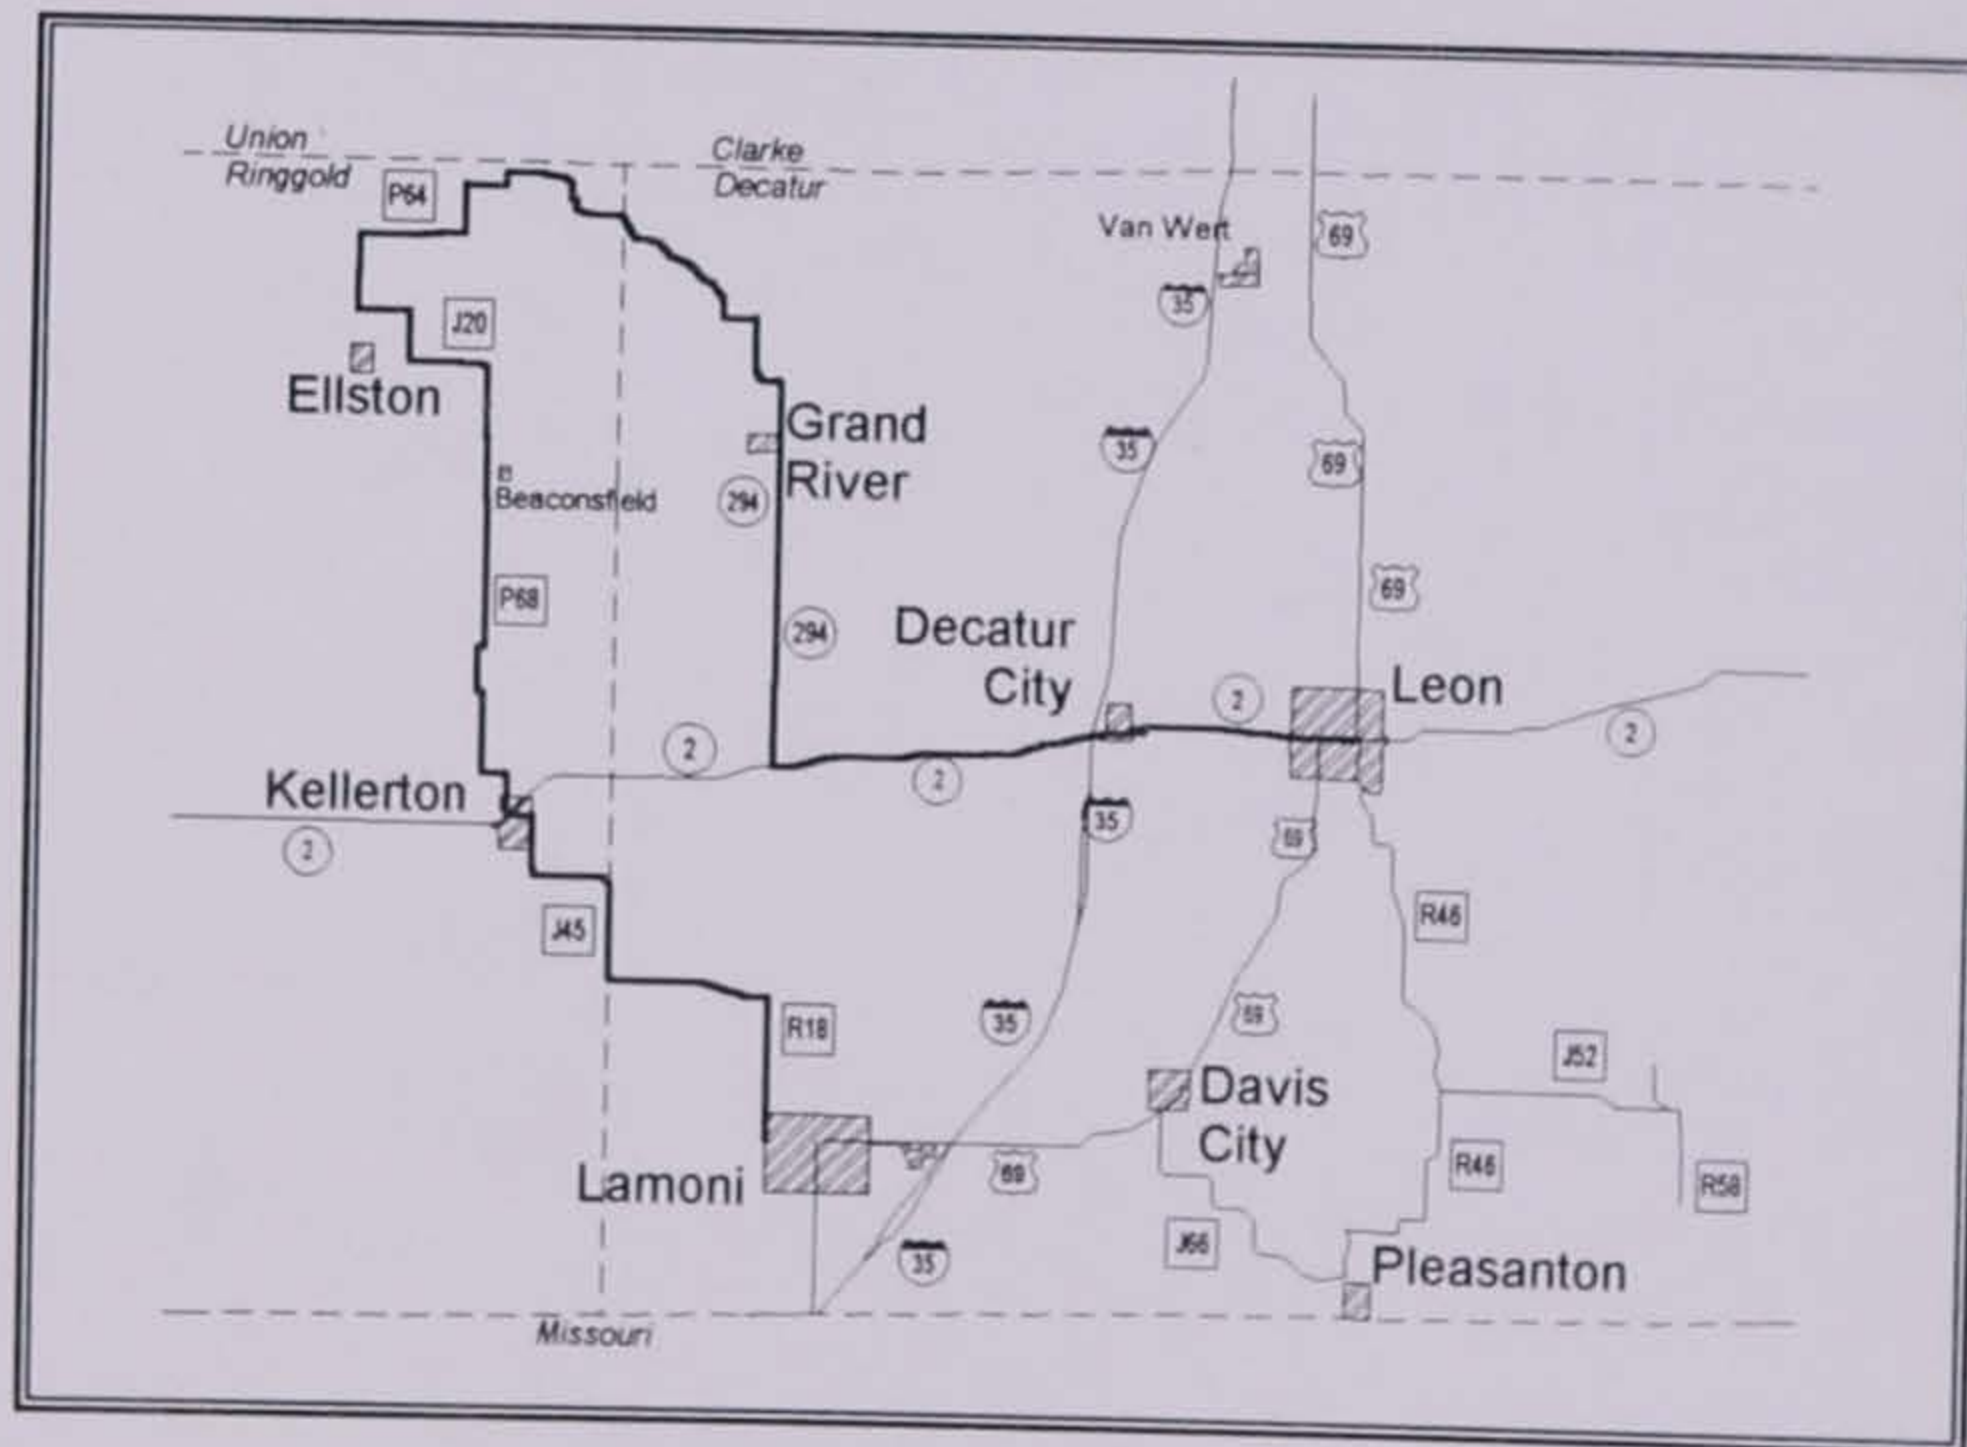 Union
Clarke
Ringgold
P64
Decatur
Van Wert
69
35
J20
Ellston
Grand
River
35
69
Beaconsfield
294
P68
69
294
Decatur
City
2
Leon
2
2
2
Kellerton
35
69
2
J45
R46
R18
35
69
J52
Davis
City
R46
R58
Lamoni
69
J66
35
Pleasanton
Missouri